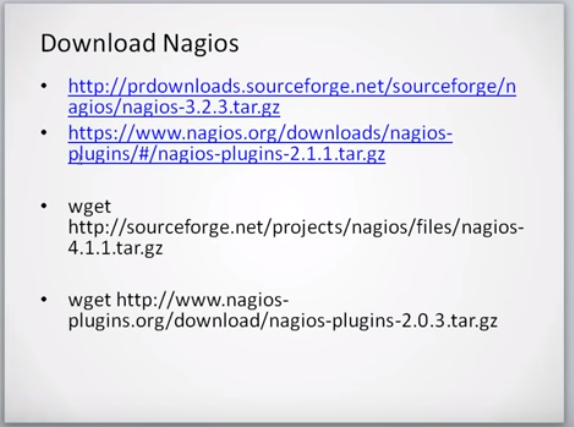 Download Nagios
• http://prdownloads.sourceforge.net/sourceforge/n
agios/nagios-3.2.3.tar.gz
• https://www.nagios.org/downloads/nagios-
plugins/#/nagios-plugins-2.1.1.tar.gz
• wget
http://sourceforge.net/projects/nagios/files/nagios-
4.1.1.tar.gz
• wget http://www.nagios-
plugins.org/download/nagios-plugins-2.0.3.tar.gz